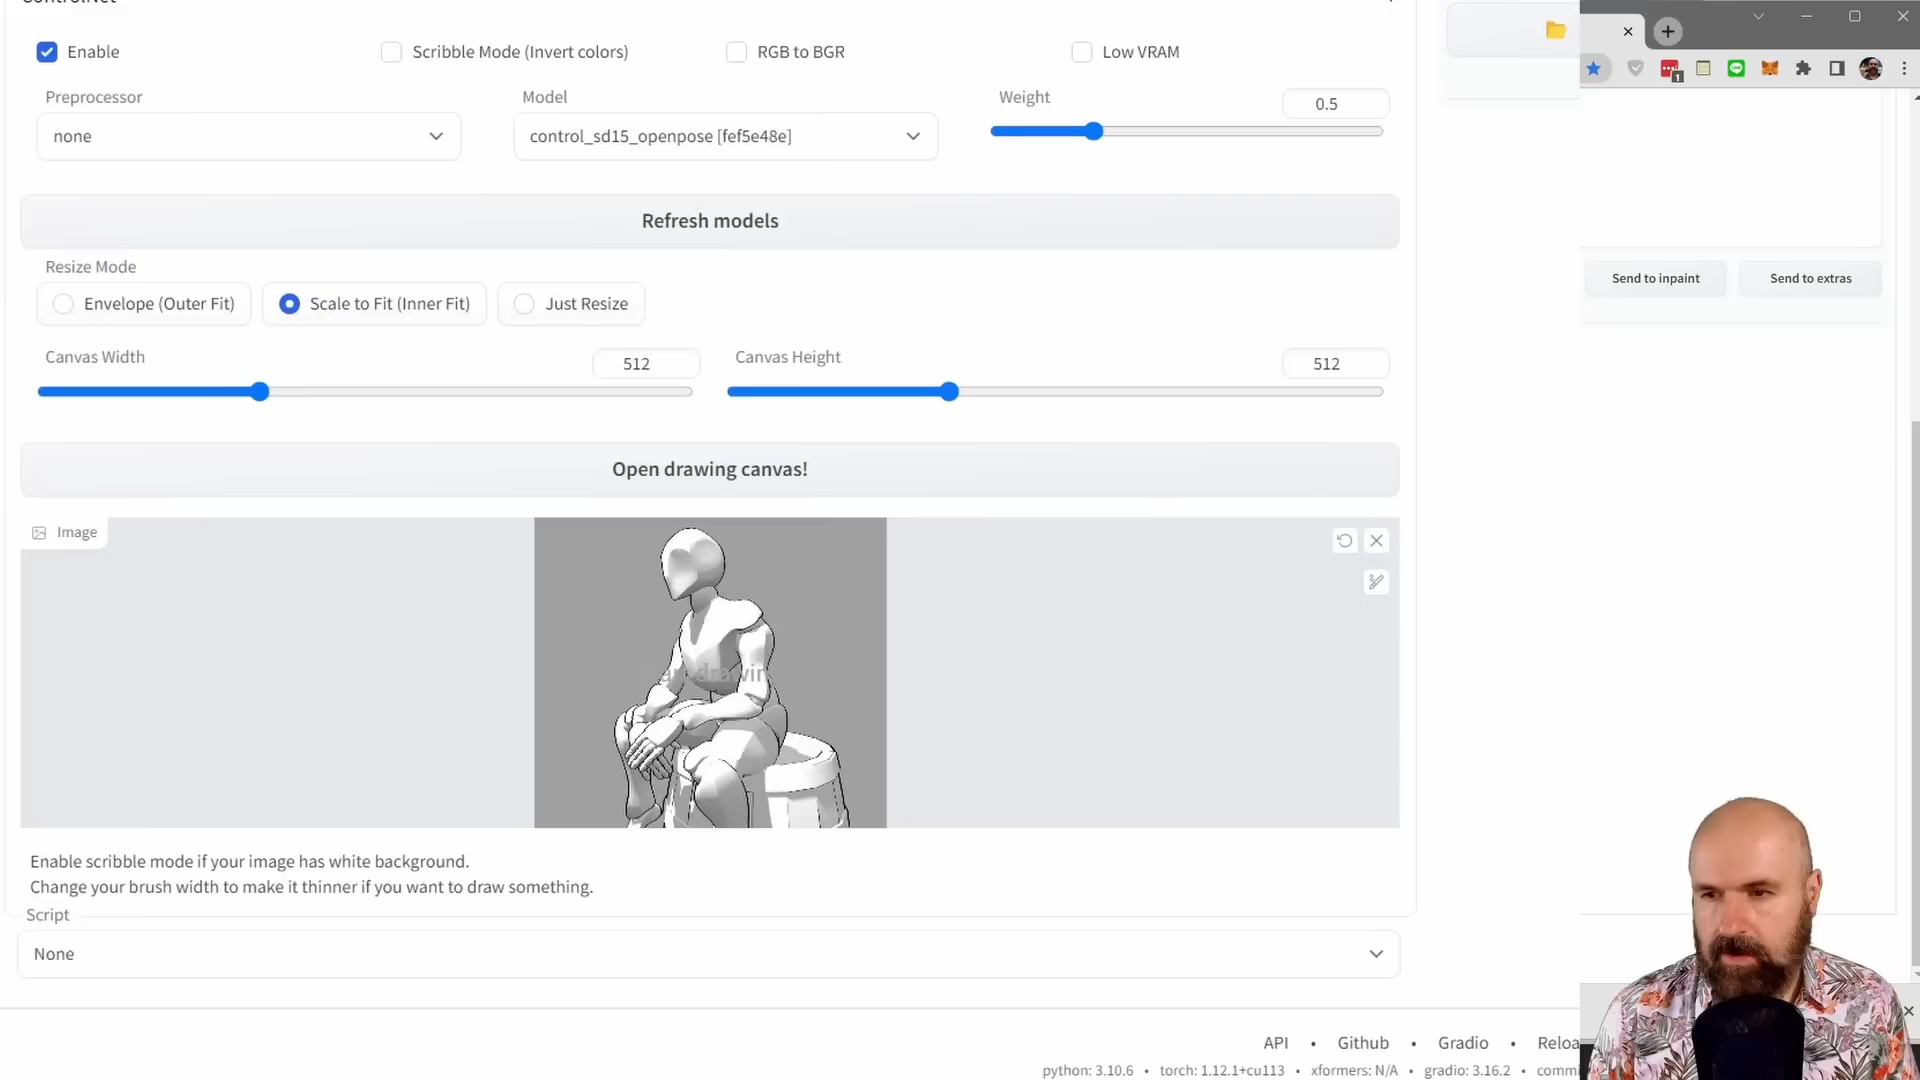 ControlNet
Enable
Scribble Mode (Invert colors)
RGB to BGR
Low VRAM
Preprocessor
Model
Weight
0.5
none
control_sd15_openpose [fef5e48e]
Refresh models
Resize Mode
Envelope (Outer Fit)
Scale to Fit (Inner Fit)
Just Resize
Canvas Width
512
Canvas Height
512
Open drawing canvas!
Image
Enable scribble mode if your image has white background.
Change your brush width to make it thinner if you want to draw something.
Script
None
API • Github • Gradio • Reloa
python: 3.10.6 • torch: 1.12.1+cu113 • xformers: N/A • gradio: 3.16.2 • commi
1
Send to inpaint
Send to extras